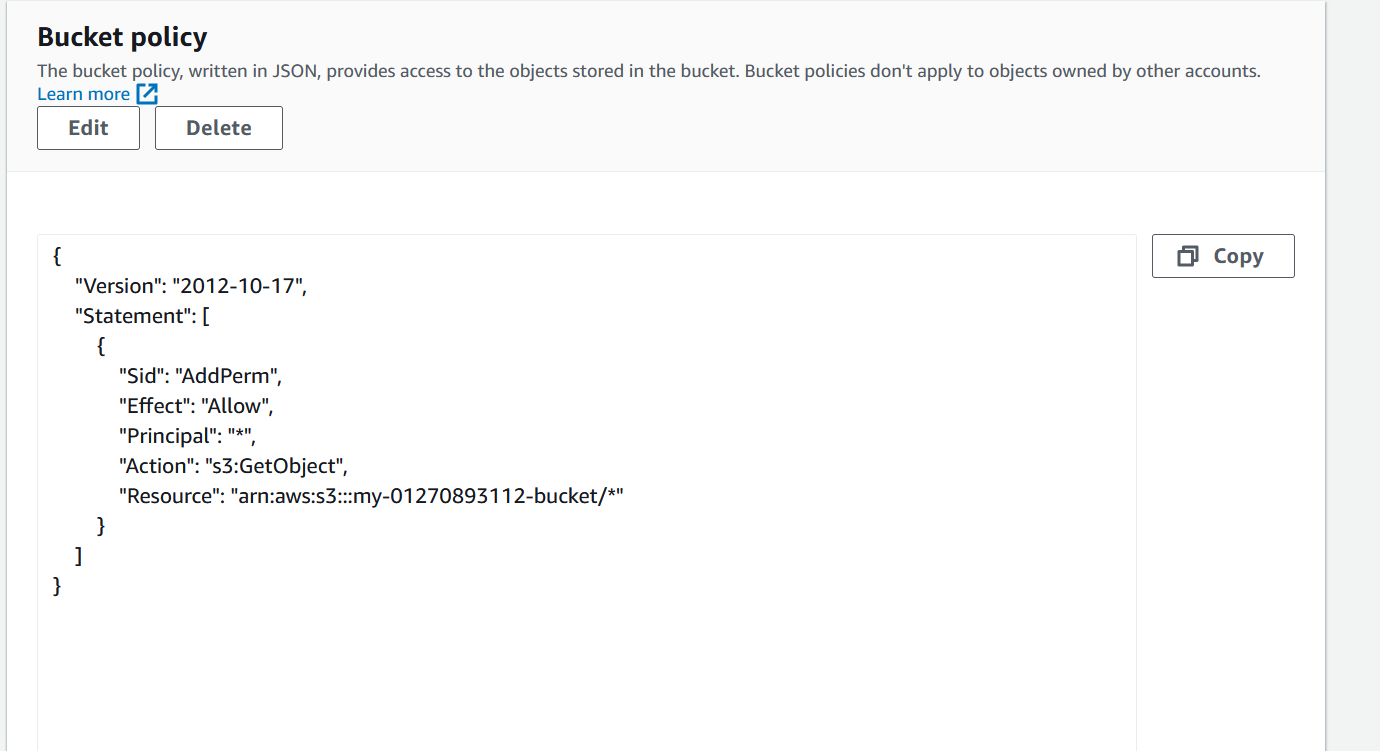 Bucket policy
The bucket policy, written in JSON, provides access to the objects stored in the bucket. Bucket policies don't apply to objects owned by other accounts.
Learn more
Edit Delete
Copy
{
"Version": "2012-10-17",
"Statement": [
{
"Sid": "AddPerm",
"Effect": "Allow",
"Principal": "*",
"Action": "s3:GetObject",
"Resource": "arn:aws:s3:::my-01270893112-bucket/*"
}
]
}